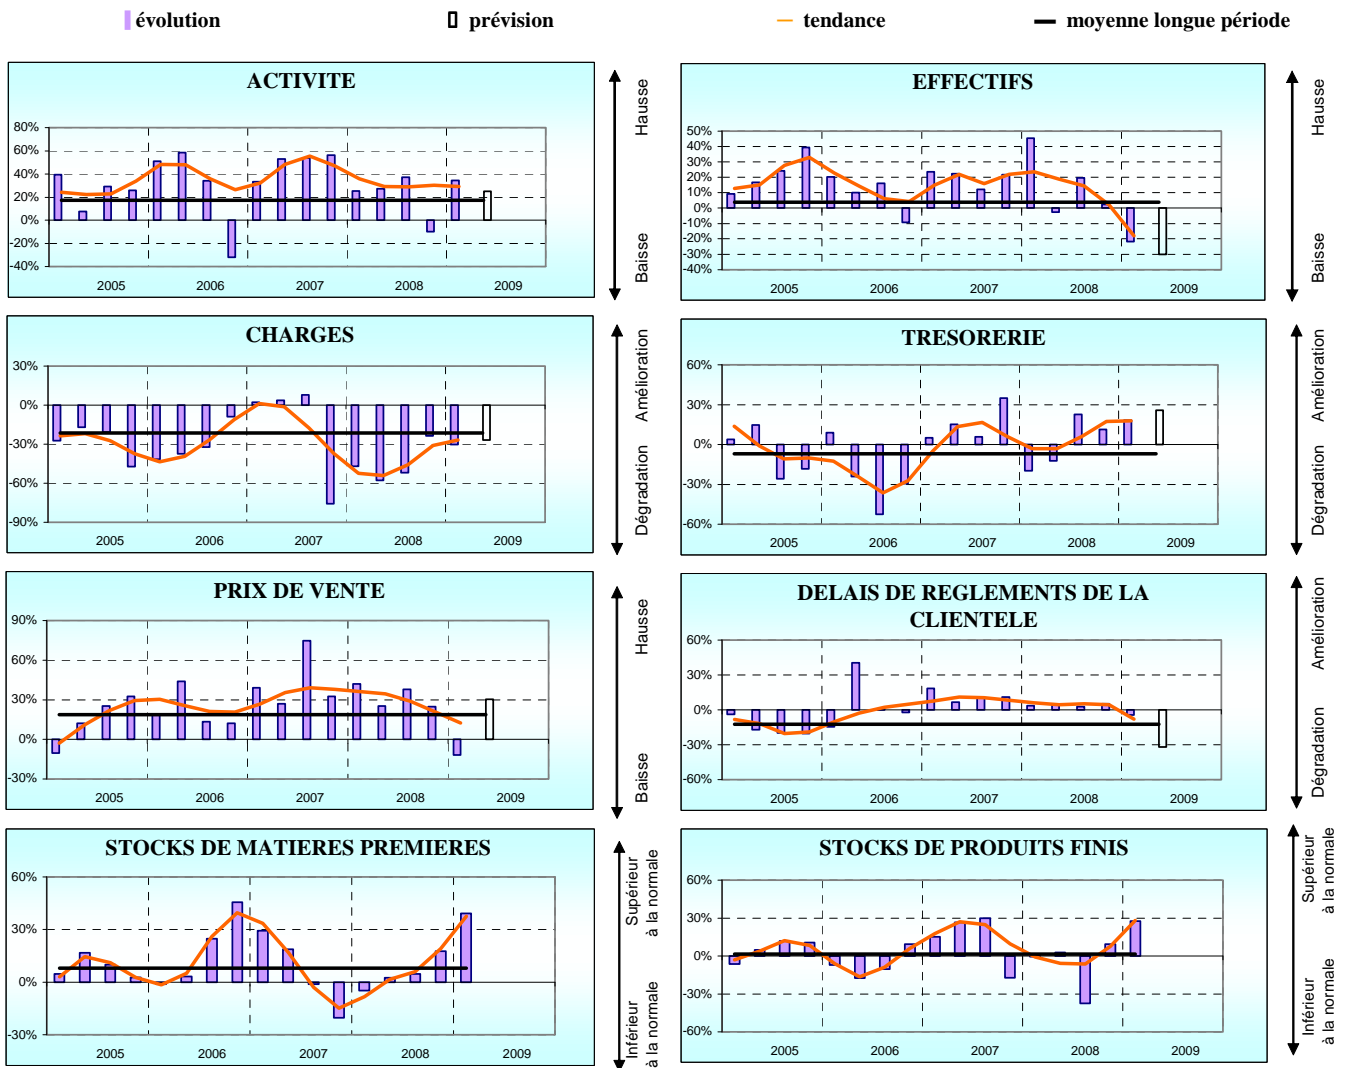 évolution
prévision
tendance
moyenne longue période
ACTIVITE
80%
60%
40%
20%
0%
-20%
-40%
2005
2006
2007
2008
2009
Hausse
Baisse
EFFECTIFS
50%
40%
30%
20%
10%
0%
-10%
-20%
-30%
-40%
2005
2006
2007
2008
2009
Hausse
Baisse
CHARGES
30%
0%
-30%
-60%
-90%
2005
2006
2007
2008
2009
Amélioration
Dégradation
TRESORERIE
60%
30%
0%
-30%
-60%
2005
2006
2007
2008
2009
Amélioration
Dégradation
PRIX DE VENTE
90%
60%
30%
0%
-30%
2005
2006
2007
2008
2009
Hausse
Baisse
DELAIS DE REGLEMENTS DE LA
CLIENTELE
60%
30%
0%
-30%
-60%
2005
2006
2007
2008
2009
Amélioration
Dégradation
STOCKS DE MATIERES PREMIERES
60%
30%
0%
-30%
2005
2006
2007
2008
2009
Supérieur
à la normale
Inférieur
à la normale
STOCKS DE PRODUITS FINIS
60%
30%
0%
-30%
-60%
2005
2006
2007
2008
2009
Supérieur
à la normale
Inférieur
à la normale